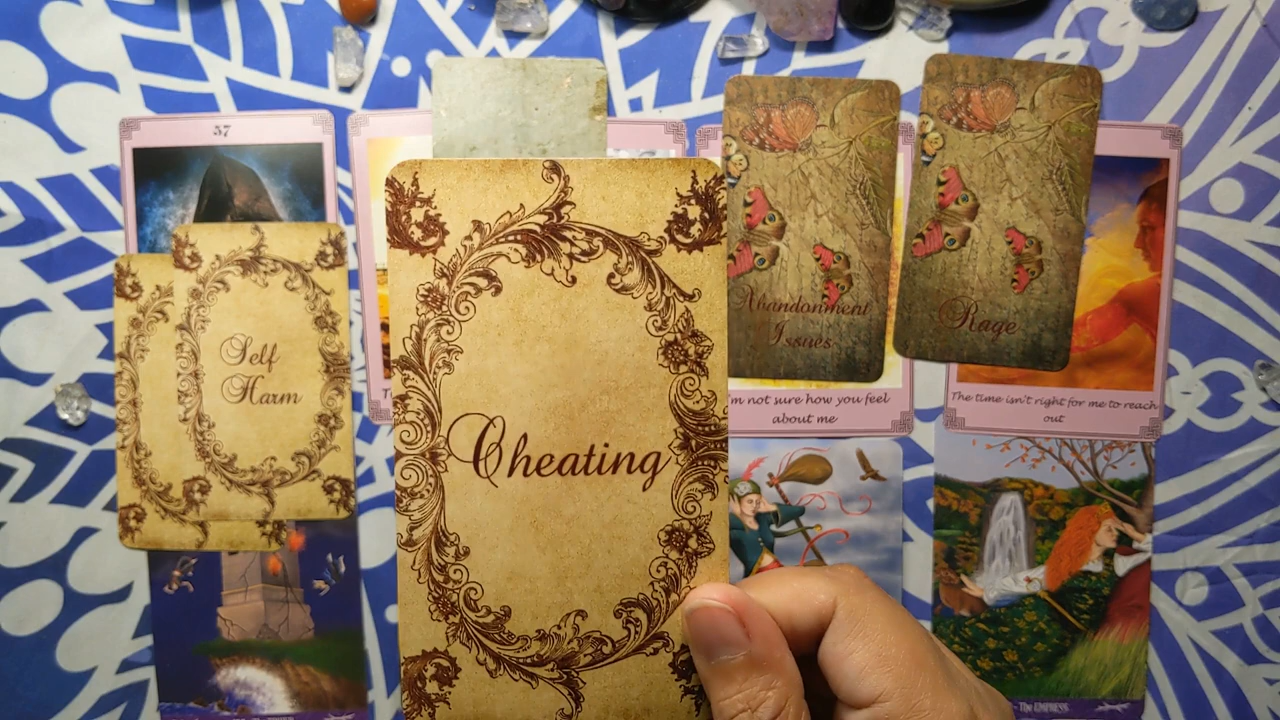 57
Self
Harm
Cheating
Abandonment
Issues
Rage
I'm not sure how you feel
about me
The time isn't right for me to reach
out
The EMPRESS